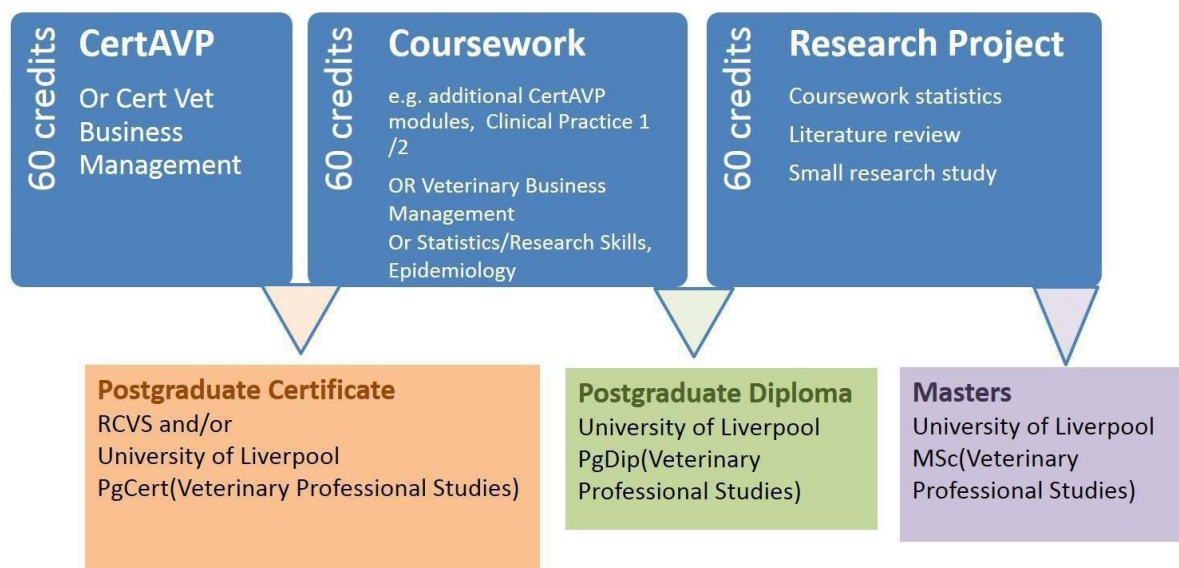 60 credits
CertAVP
Or Cert Vet
Business
Management
60 credits
Coursework
e.g. additional CertAVP
modules,  Clinical Practice 1
/2
OR Veterinary Business
Management
Or Statistics/Research Skills,
Epidemiology
60 credits
Research Project
Coursework statistics
Literature review
Small research study
Postgraduate Certificate
RCVS and/or
University of Liverpool
PgCert(Veterinary Professional Studies)
Postgraduate Diploma
University of Liverpool
PgDip(Veterinary
Professional Studies)
Masters
University of Liverpool
MSc(Veterinary
Professional Studies)